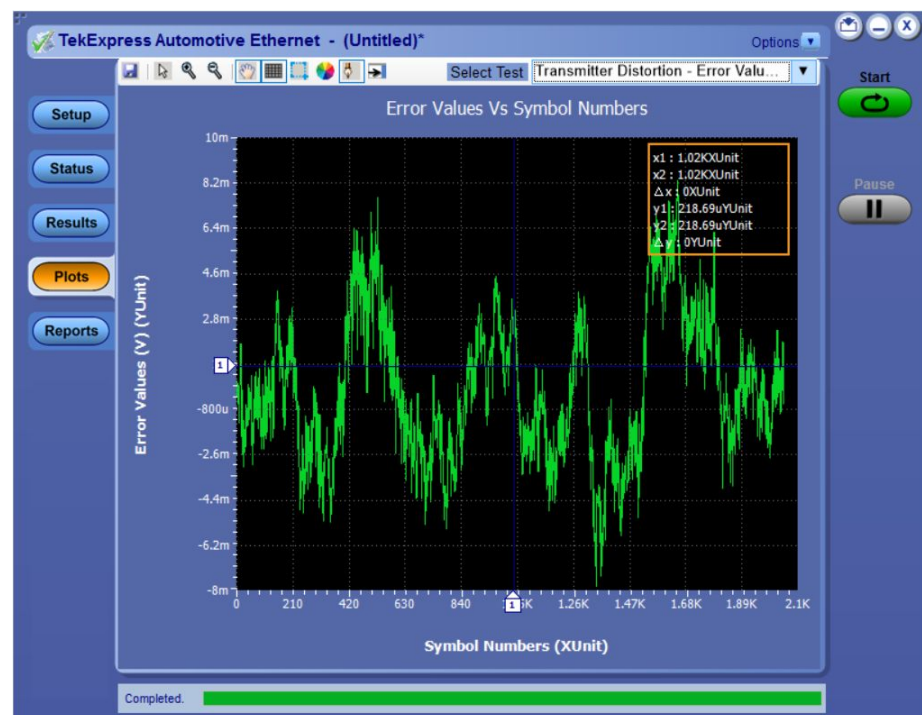 TekExpress Automotive Ethernet - (Untitled)*
Options
Select Test
Transmitter Distortion - Error Valu...
Start
Pause
Setup
Status
Results
Plots
Reports
Error Values Vs Symbol Numbers
x1 : 1.02KXUnit
x2 : 1.02KXUnit
Δx : 0XUnit
y1 : 218.69uYUnit
y2 : 218.69uYUnit
Δy : 0YUnit
Error Values (V) (YUnit)
10m
8.2m
6.4m
4.6m
2.8m
1
-800u
-2.6m
-4.4m
-6.2m
-8m
0 210 420 630 840 1 1.26K 1.47K 1.68K 1.89K 2.1K
Symbol Numbers (XUnit)
Completed.